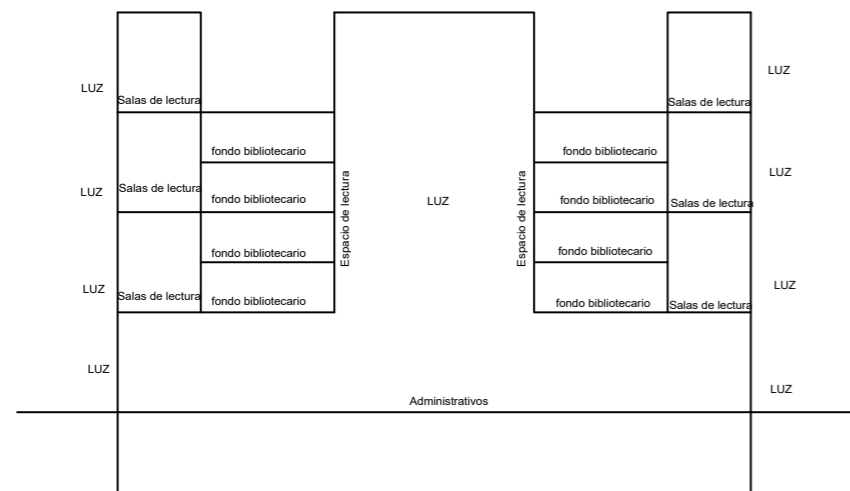 LUZ
LUZ
Salas de lectura
Salas de lectura
fondo bibliotecario
fondo bibliotecario
LUZ
LUZ
Salas de lectura
fondo bibliotecario
Espacio de lectura
LUZ
Espacio de lectura
fondo bibliotecario
Salas de lectura
fondo bibliotecario
fondo bibliotecario
LUZ
LUZ
Salas de lectura
fondo bibliotecario
fondo bibliotecario
Salas de lectura
LUZ
LUZ
Administrativos